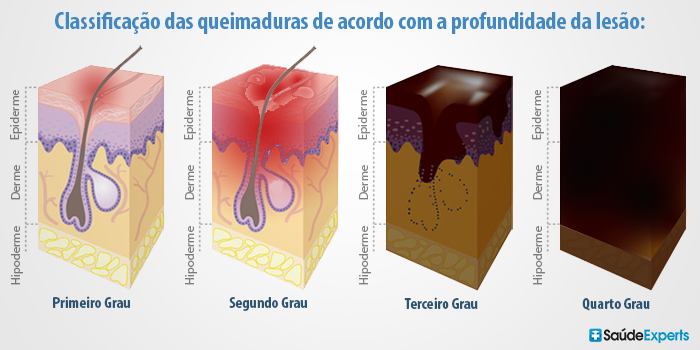 Classificação das queimaduras de acordo com a profundidade da lesão:
Epiderme
Derme
Hipoderme
Primeiro Grau
Epiderme
Derme
Hipoderme
Segundo Grau
Epiderme
Derme
Hipoderme
Terceiro Grau
Epiderme
Derme
Hipoderme
Quarto Grau
SaúdeExperts